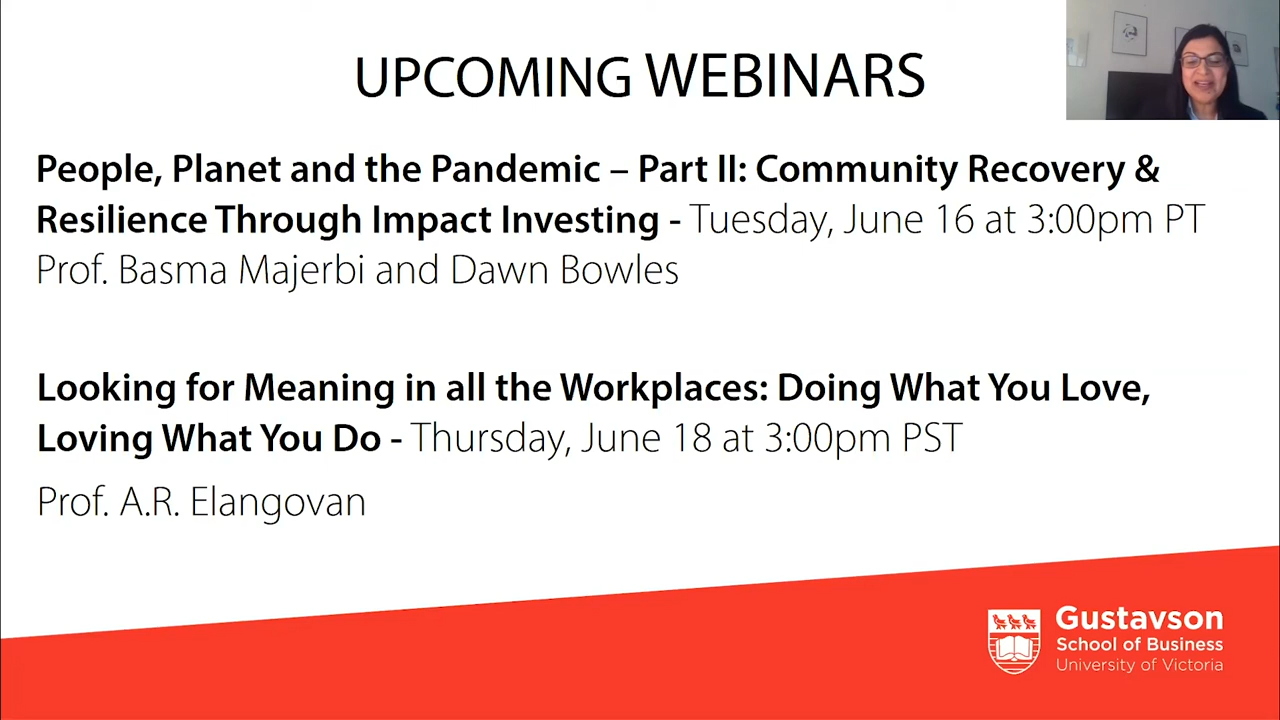 UPCOMING WEBINARS
People, Planet and the Pandemic – Part II: Community Recovery &
Resilience Through Impact Investing - Tuesday, June 16 at 3:00pm PT
Prof. Basma Majerbi and Dawn Bowles
Looking for Meaning in all the Workplaces: Doing What You Love,
Loving What You Do - Thursday, June 18 at 3:00pm PST
Prof. A.R. Elangovan
Gustavson
School of Business
University of Victoria